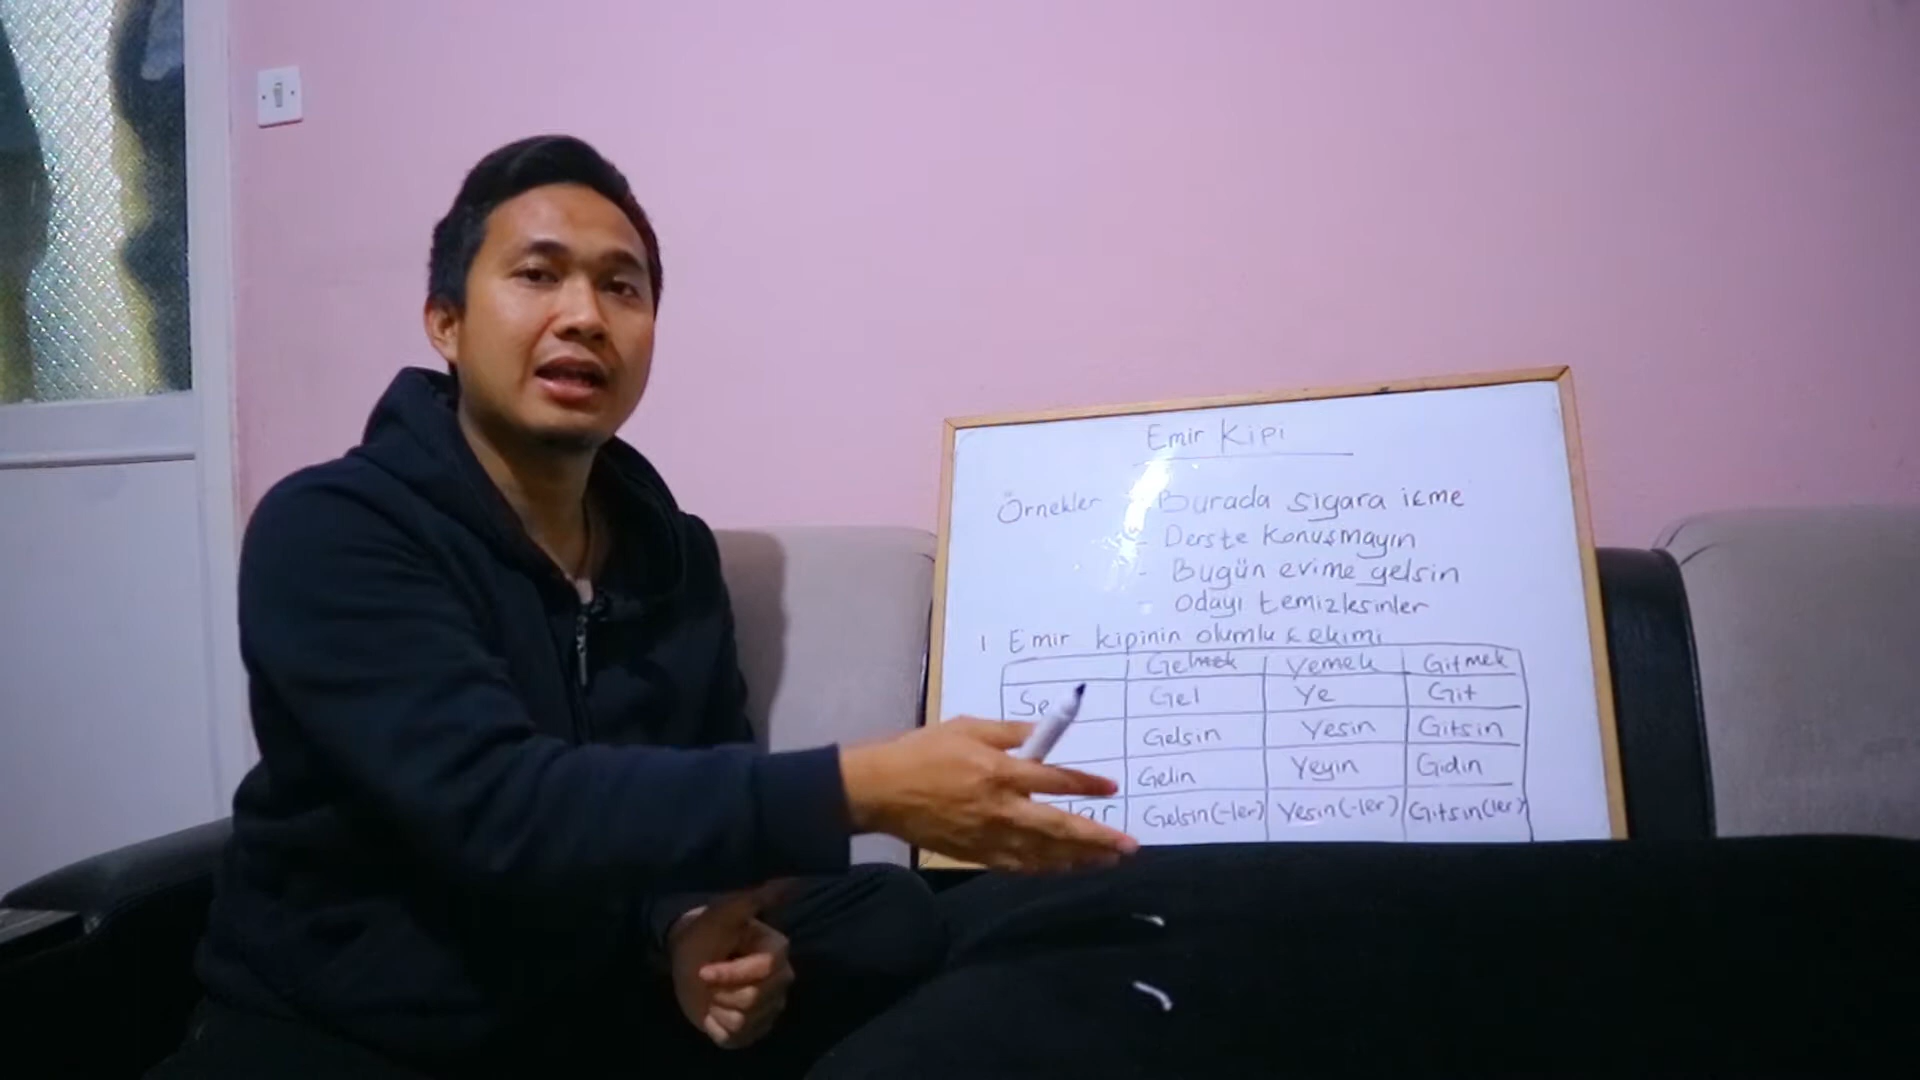 Emir Kipi
Örnekler - Burada sigara içme
- Derste konuşmayın
- Bugün evime gelsin
- Odayı temizlesinler
1 Emir kipinin olumlu çekimi
Gelmek Yemek Gitmek
Gel Ye Git
Gelsin Yesin Gitsin
Gelin Yeyin Gidin
Gelsin(-ler) Yesin(-ler) Gitsin(ler)